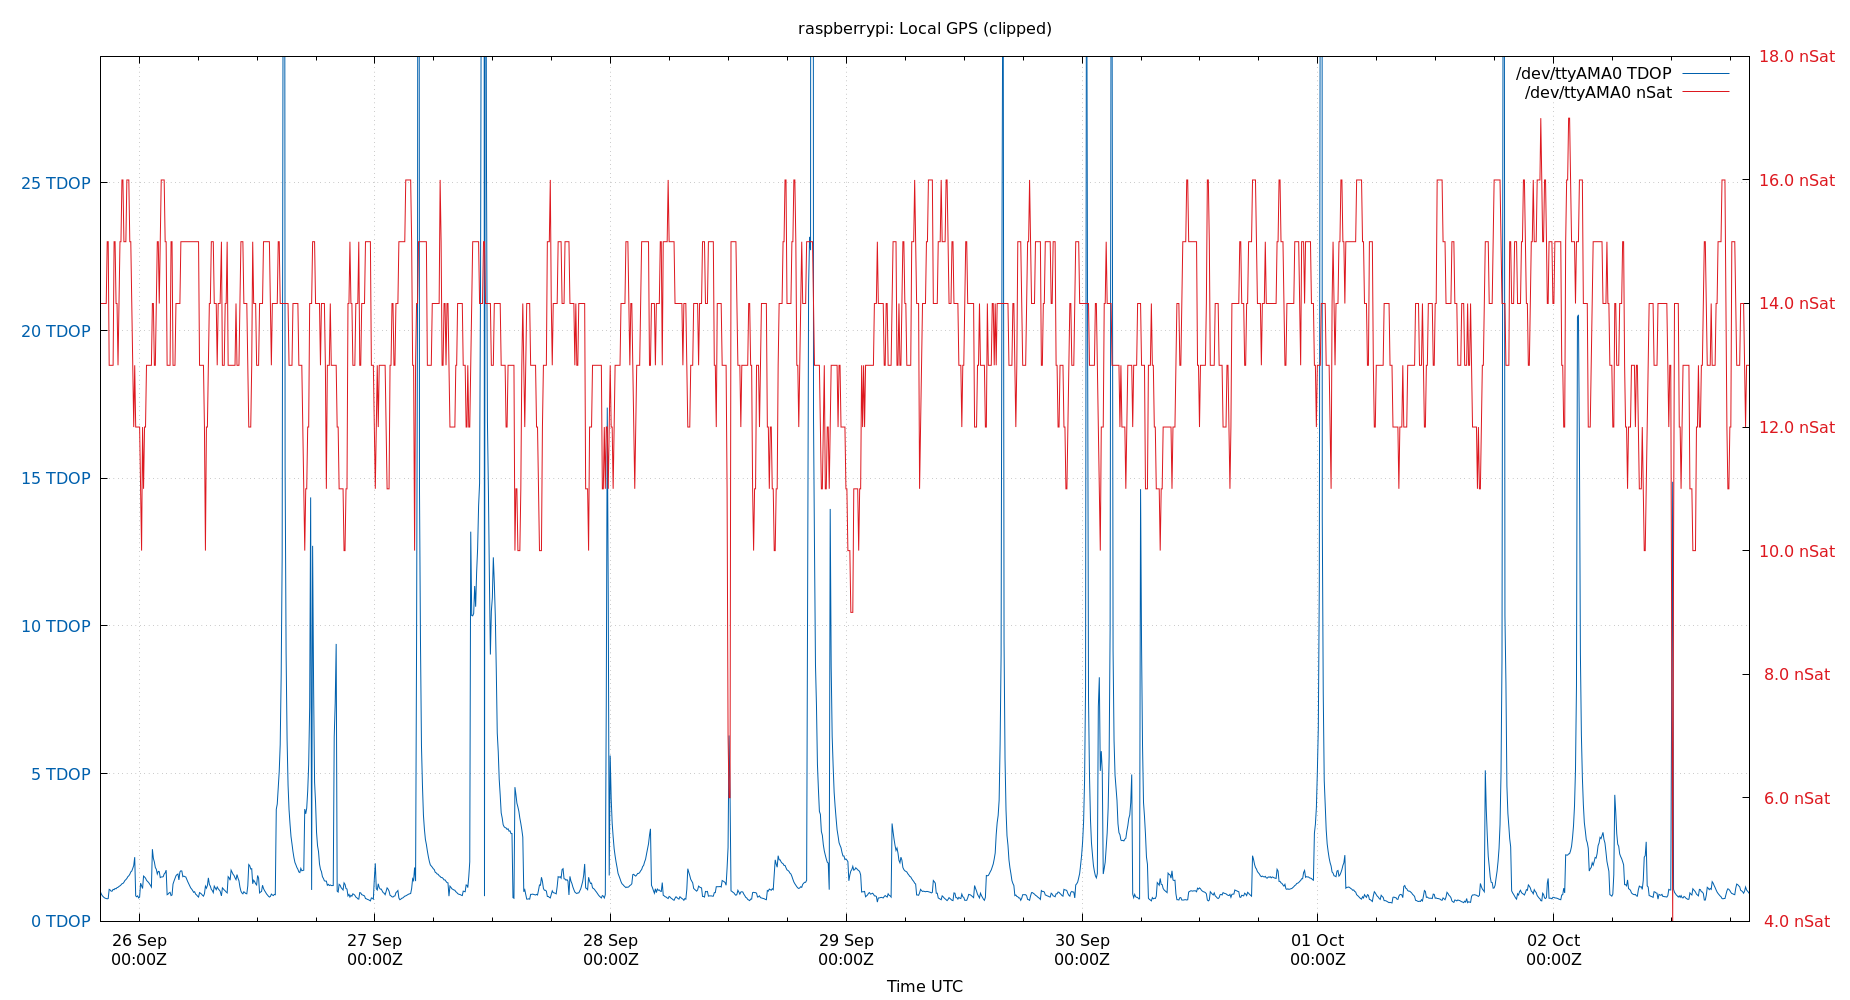 raspberrypi: Local GPS (clipped)
18.0 nSat
/dev/ttyAMA0 TDOP
/dev/ttyAMA0 nSat
25 TDOP
16.0 nSat
20 TDOP
14.0 nSat
15 TDOP
12.0 nSat
10 TDOP
10.0 nSat
8.0 nSat
5 TDOP
6.0 nSat
0 TDOP
4.0 nSat
26 Sep 27 Sep 28 Sep 29 Sep 30 Sep 01 Oct 02 Oct
00:00Z 00:00Z 00:00Z 00:00Z 00:00Z 00:00Z 00:00Z
Time UTC